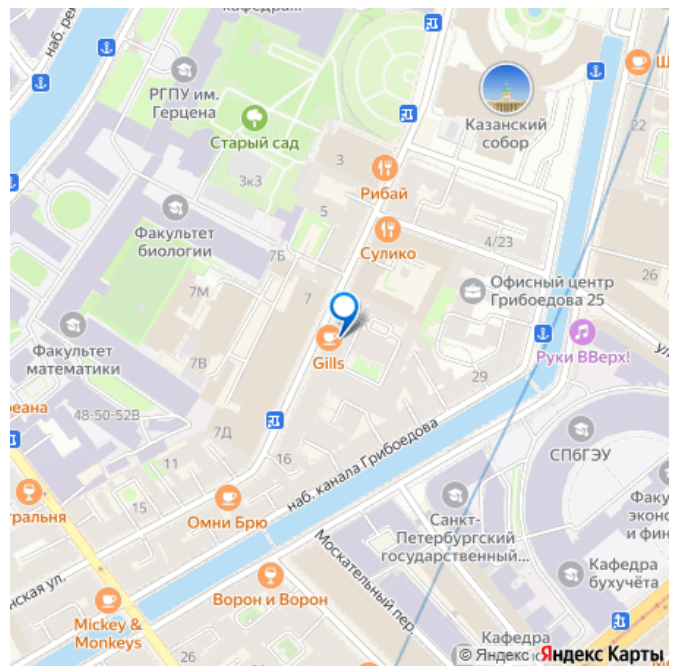 кафедра...
наб. рек
РГПУ им.
Герцена
Старый сад
Казанский
собор
Ш
22
3
3к3
Рибай
5
Факультет
биологии
Сулико
4/23
7Б
7М
7
Офисный центр
Грибоедова 25
26
Gills
Руки ВВерх!
ул
Факультет
математики
7В
29
реана
48-50-52В
7Д
16
11
наб. канала Грибоедова
СПбГЭУ
15
Омни Брю
тральня
Санкт-
Петербургский
государственный...
Факу
эконо
и фин
Москательный пер.
Кафедра
бухучёта
нская ул.
Ворон и Ворон
Mickey &
Monkeys
26
Кафедра
© Яндекс Яндекс Карты